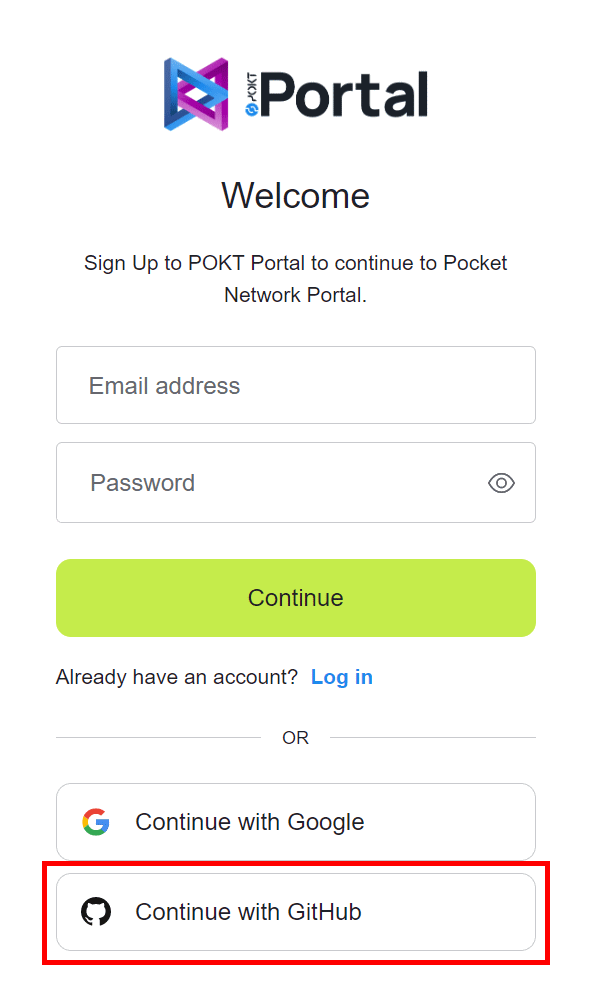 POKT
Portal
Welcome
Sign Up to POKT Portal to continue to Pocket
Network Portal.
Email address
Password
Continue
Already have an account? Log in
OR
Continue with Google
Continue with GitHub